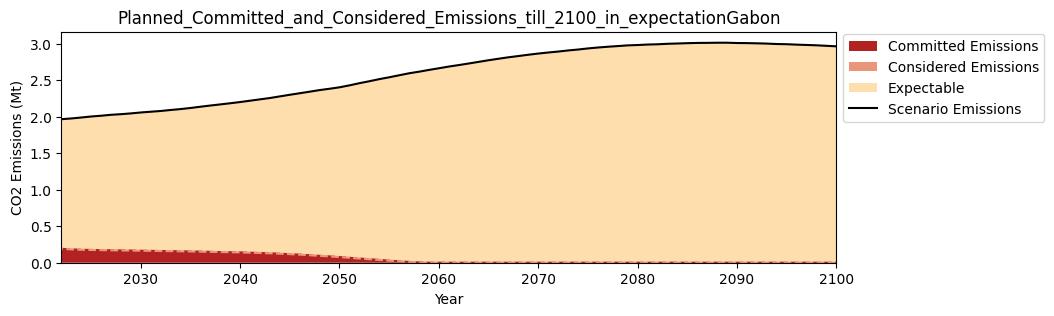 Planned_Committed_and_Considered_Emissions_till_2100_in_expectationGabon
CO2 Emissions (Mt)
3.0
2.5
2.0
1.5
1.0
0.5
0.0
2030 2040 2050 2060 2070 2080 2090 2100
Year
Committed Emissions
Considered Emissions
Expectable
Scenario Emissions